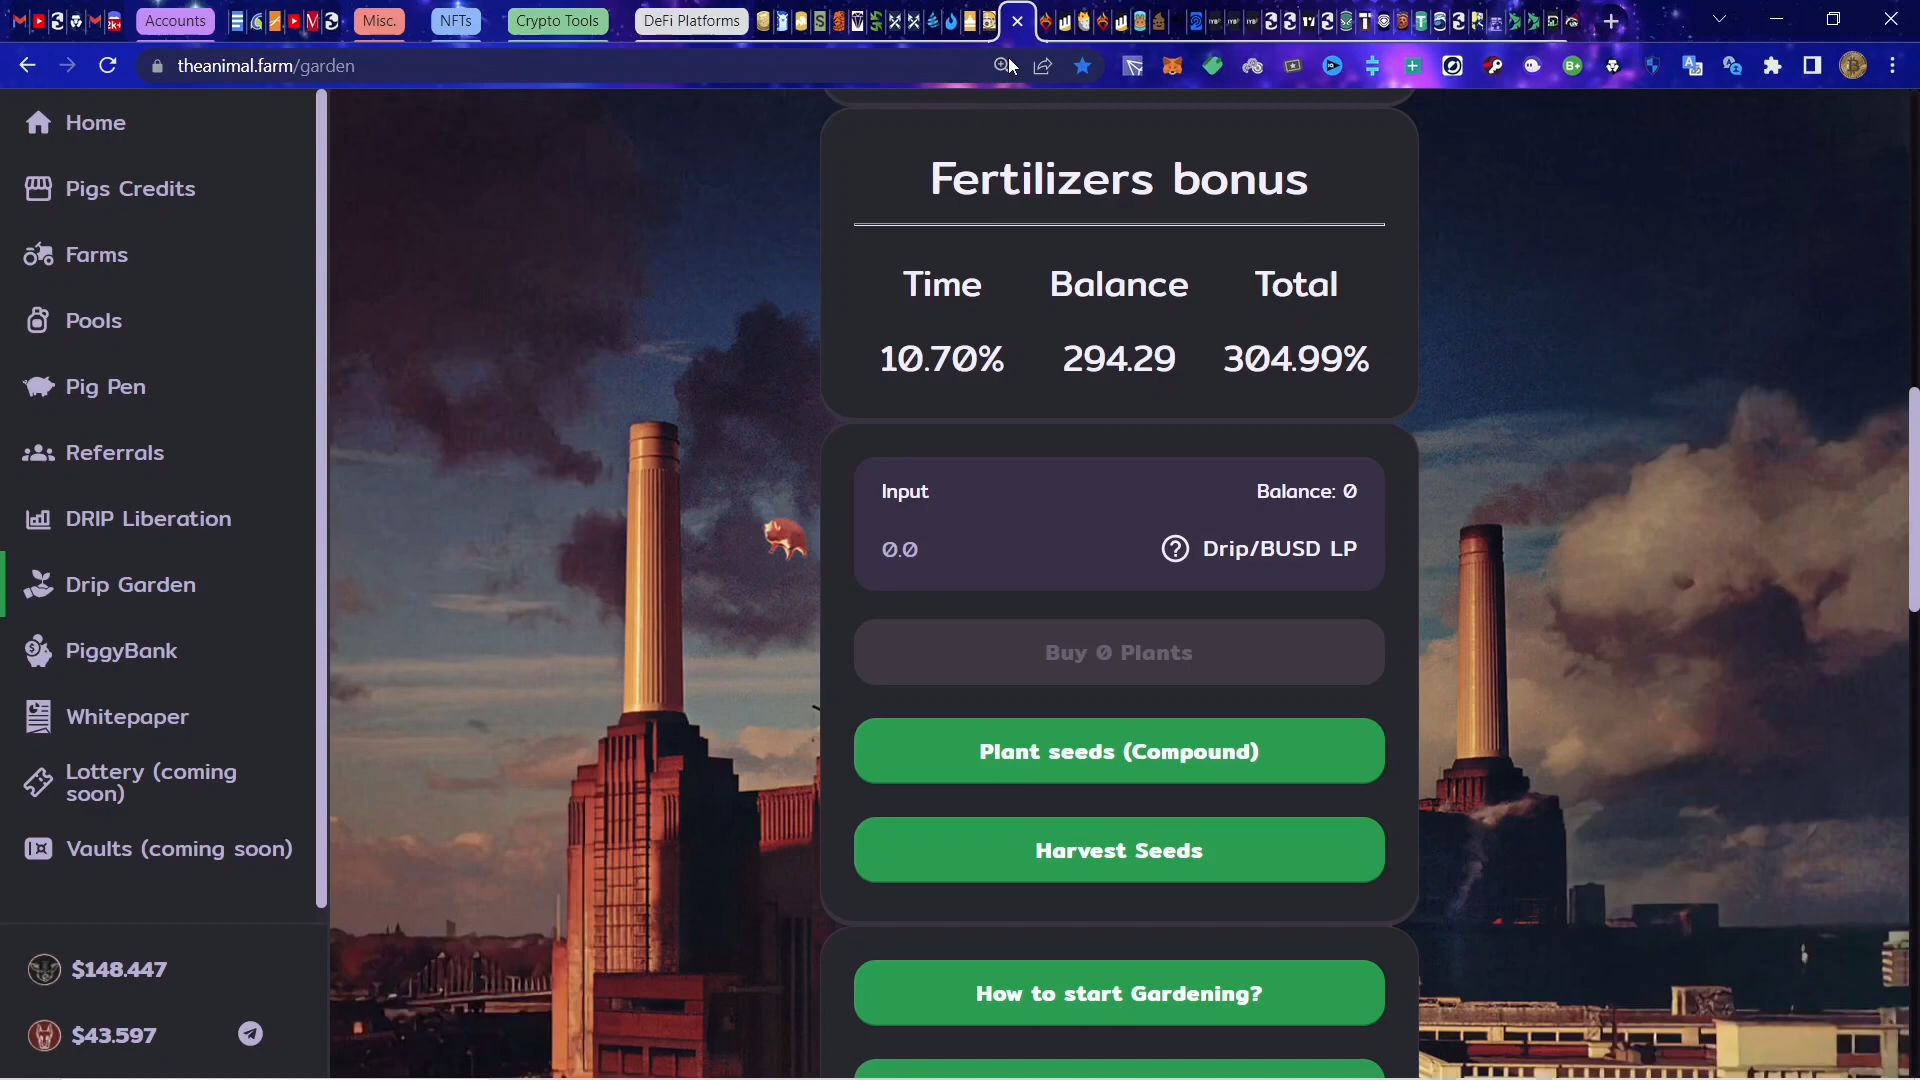 Accounts
Misc.
NFTs
Crypto Tools
DeFi Platforms
theanimal.farm/garden
Home
Pigs Credits
Farms
Pools
Pig Pen
Referrals
DRIP Liberation
Drip Garden
PiggyBank
Whitepaper
Lottery (coming
soon)
Vaults (coming soon)
$148.447
$43.597
Fertilizers bonus
Time Balance Total
10.70% 294.29 304.99%
Input Balance: 0
0.0 Drip/BUSD LP
Buy 0 Plants
Plant seeds (Compound)
Harvest Seeds
How to start Gardening?